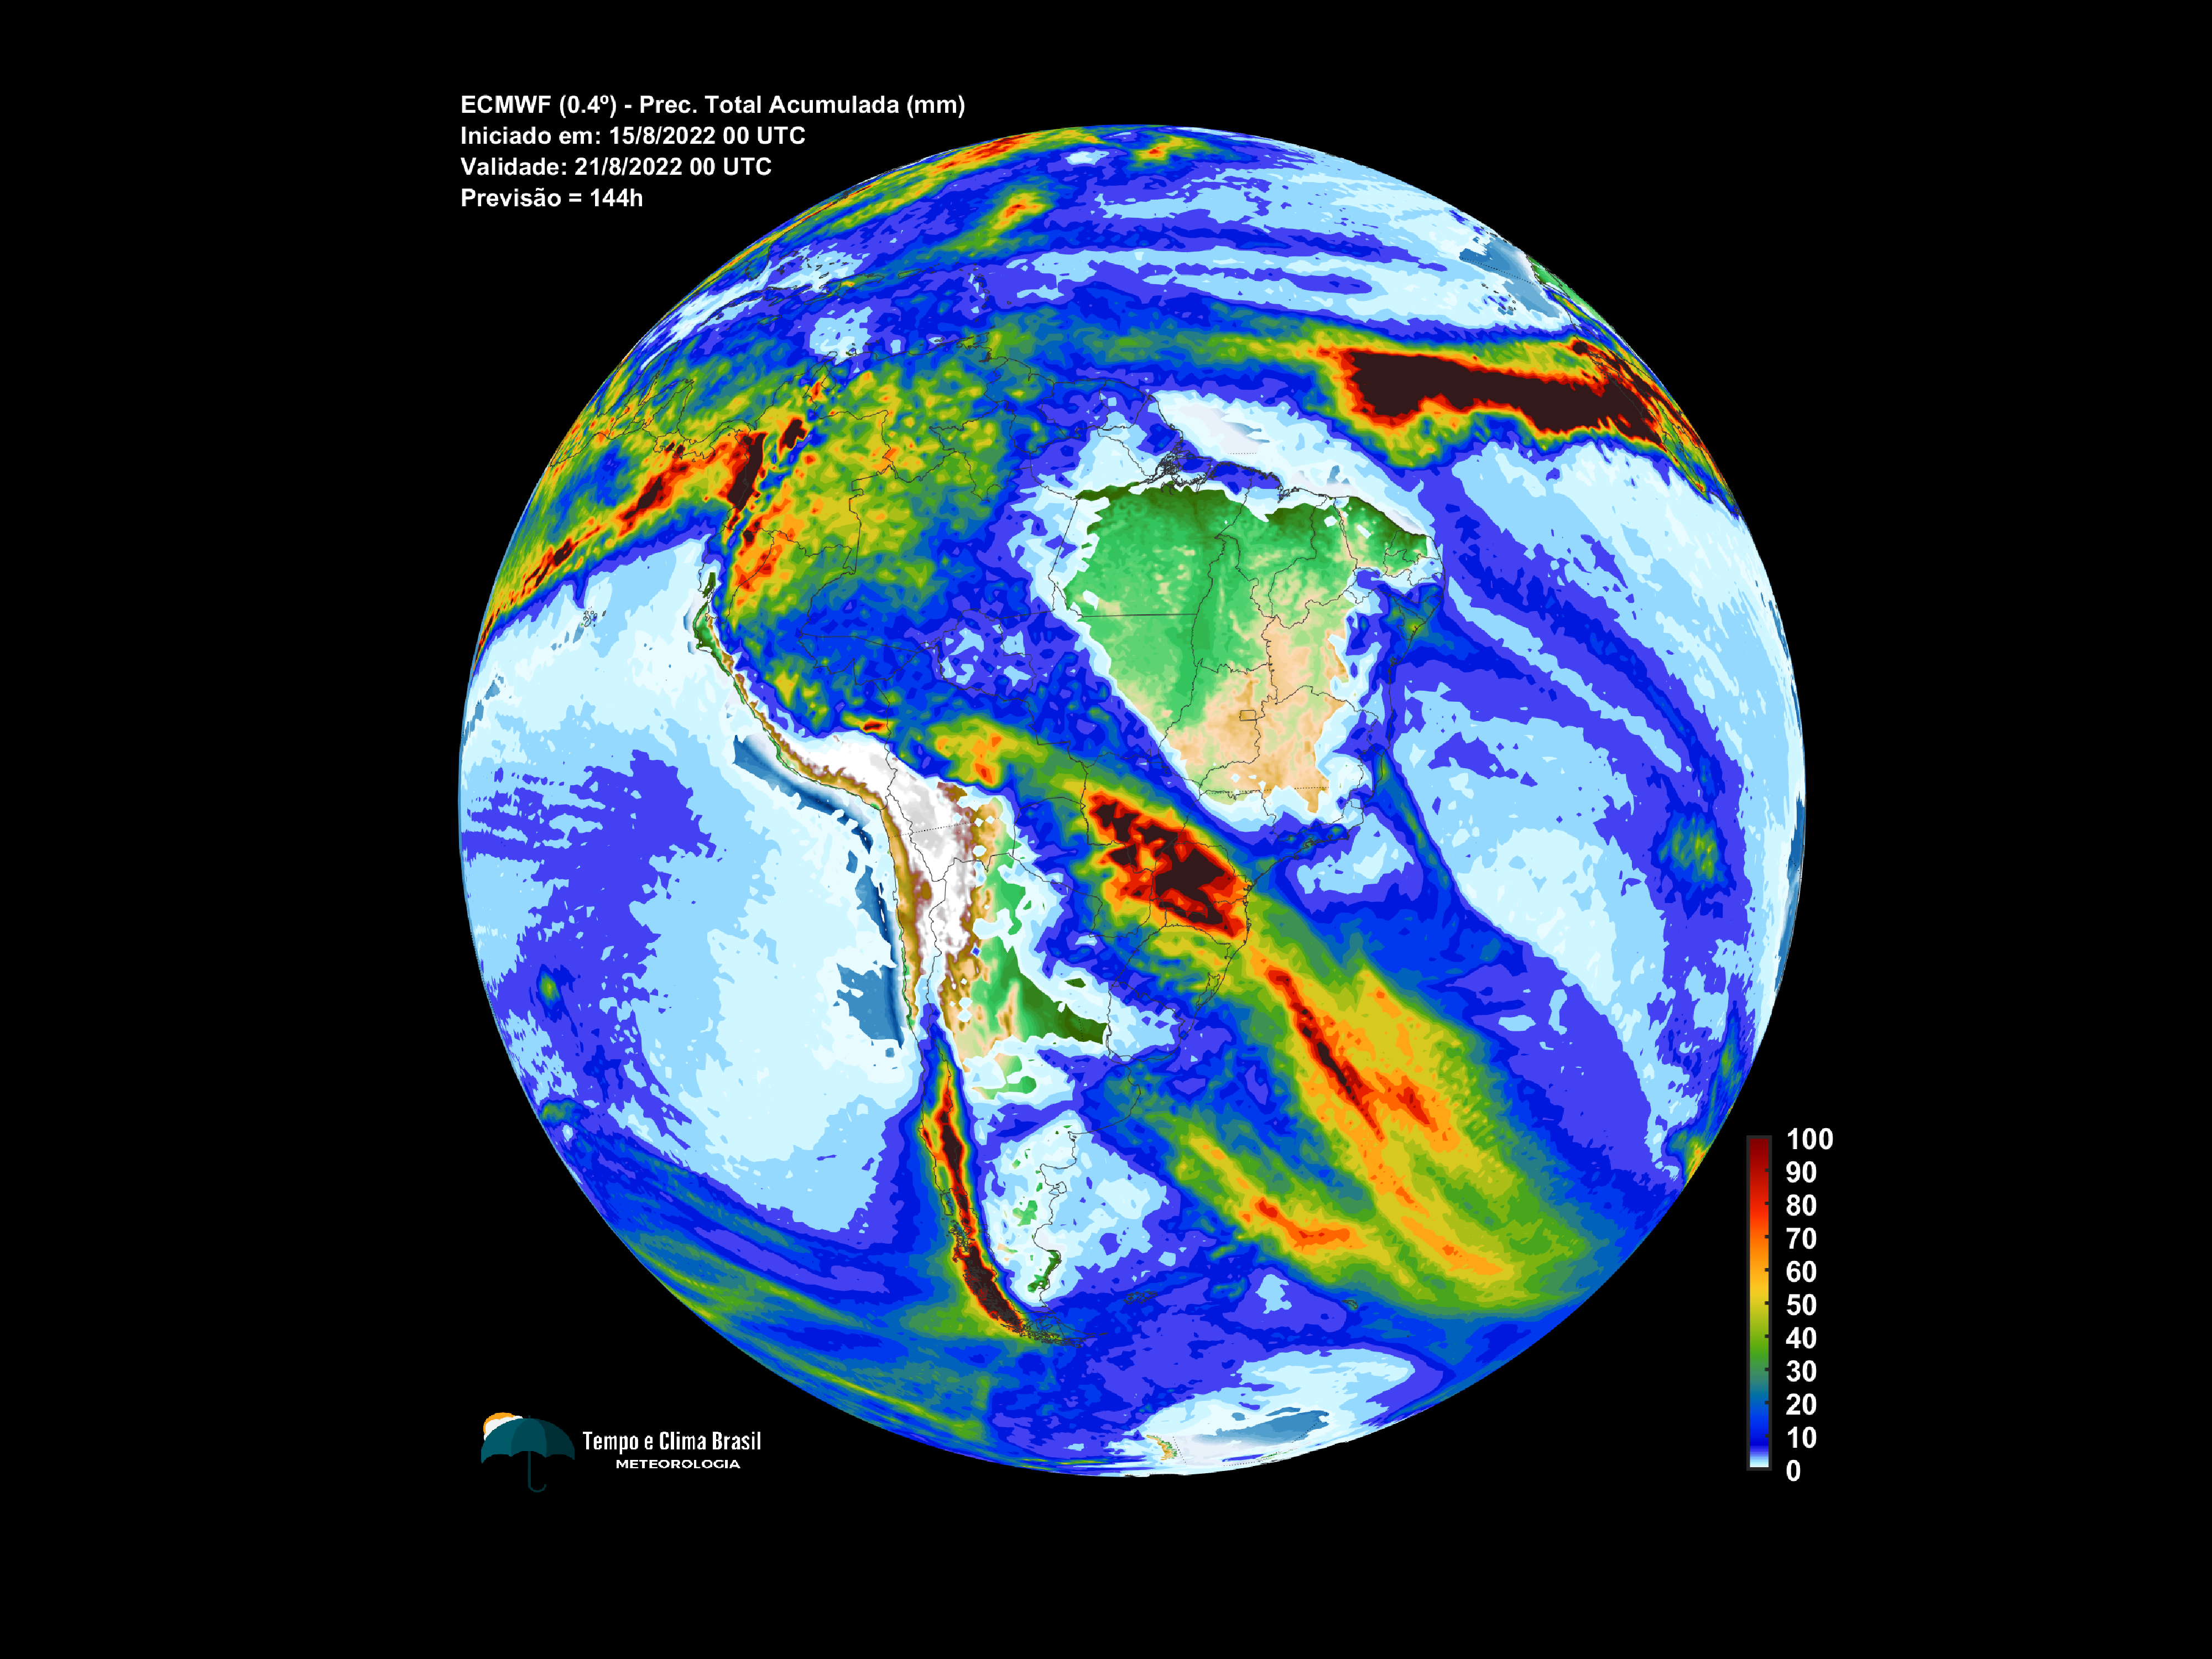 ECMWF (0.4º) - Prec. Total Acumulada (mm)
Iniciado em: 15/8/2022 00 UTC
Validade: 21/8/2022 00 UTC
Previsão = 144h
100
90
80
70
60
50
40
30
20
10
0
Tempo e Clima Brasil
METEOROLOGIA